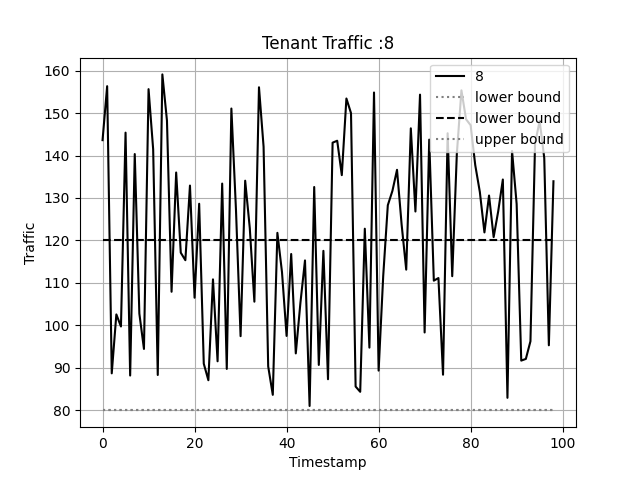 Tenant Traffic :8
8
lower bound
lower bound
upper bound
160
150
140
130
120
110
100
90
80
Traffic
0 20 40 60 80 100
Timestamp